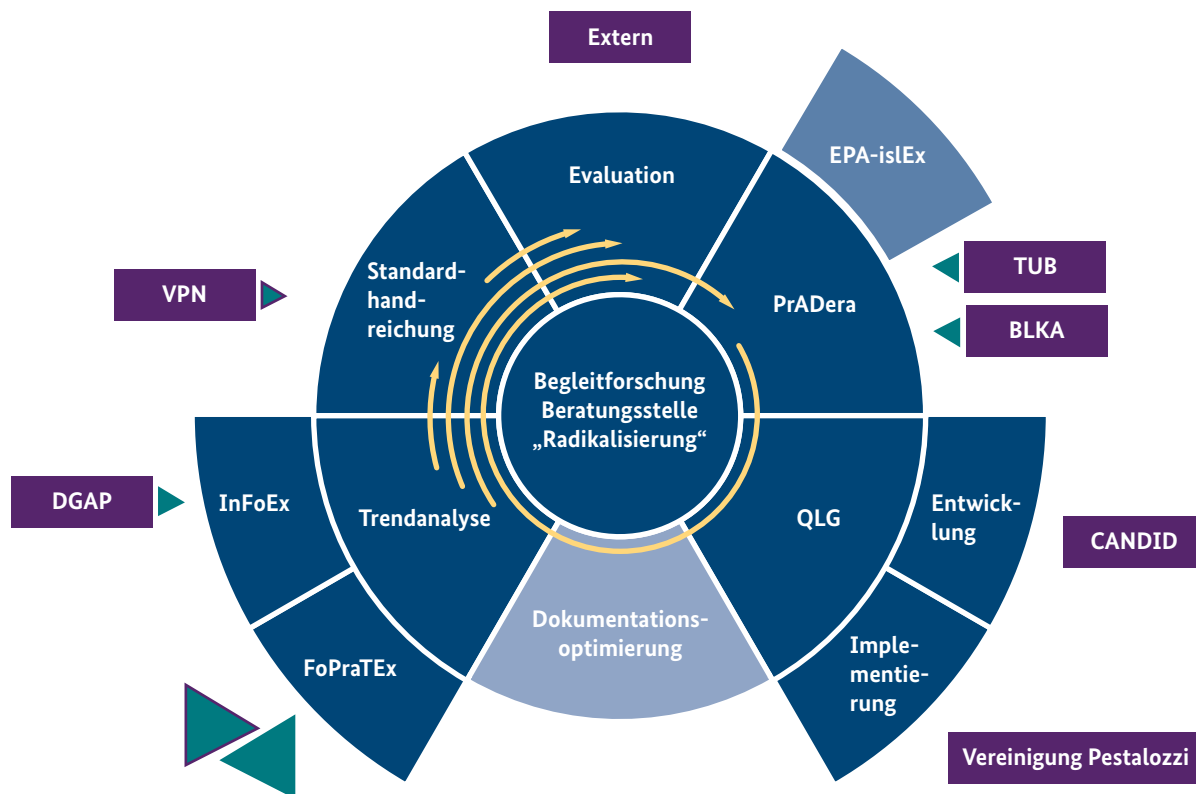 Extern
EPA-islEx
Evaluation
Standard-
hand-
reichung
VPN
PrADera
TUB
BLKA
Begleitforschung
Beratungsstelle
„Radikalisierung“
DGAP
InFoEx
Trendanalyse
FoPraTEx
Dokumentations-
optimierung
QLG
Entwick-
lung
CANDID
Imple-
mentie-
rung
Vereinigung Pestalozzi